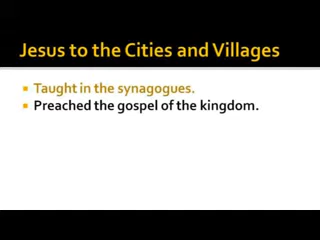 Jesus to the Cities and Villages
Taught in the synagogues.
Preached the gospel of the kingdom.